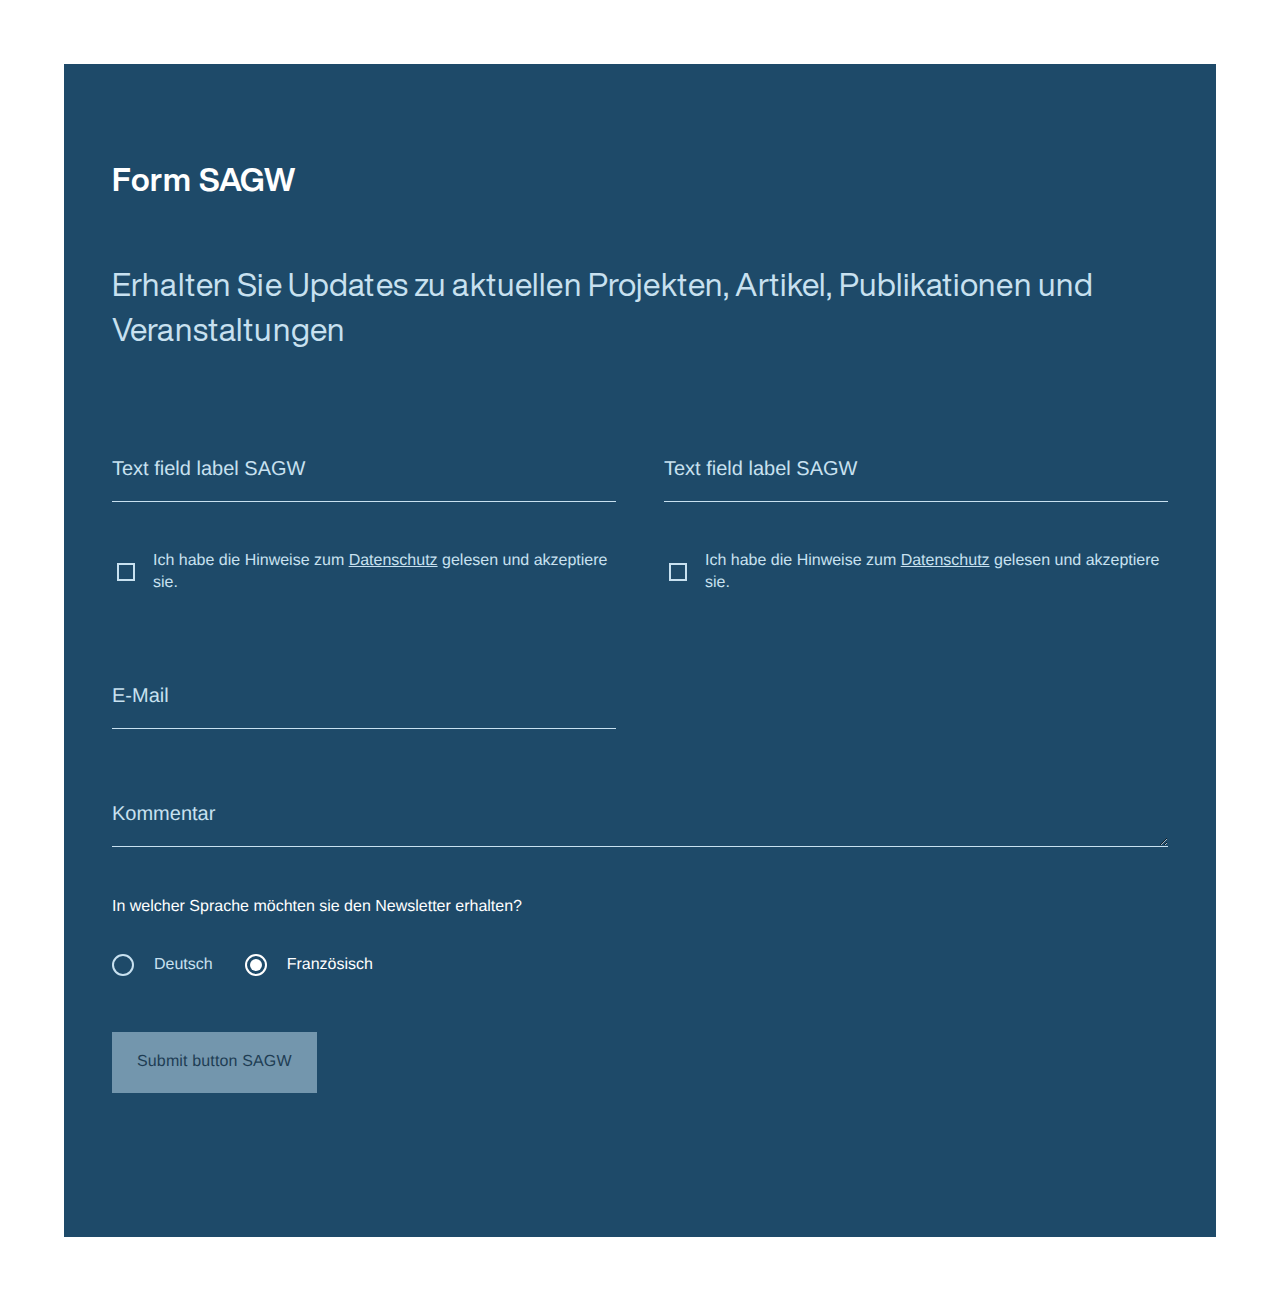 Form SAGW
Erhalten Sie Updates zu aktuellen Projekten, Artikel, Publikationen und
Veranstaltungen
Text field label SAGW
Text field label SAGW
Ich habe die Hinweise zum Datenschutz gelesen und akzeptiere
sie.
Ich habe die Hinweise zum Datenschutz gelesen und akzeptiere
sie.
E-Mail
Kommentar
In welcher Sprache möchten sie den Newsletter erhalten?
Deutsch
Französisch
Submit button SAGW